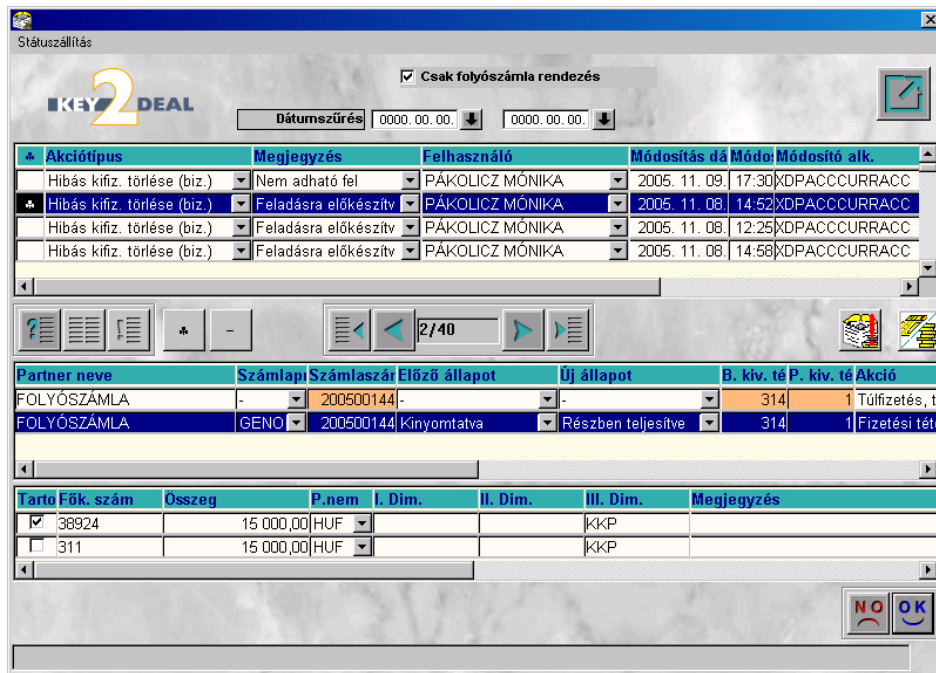 Státuszállítás
Csak folyószámla rendezés
KEY2DEAL
Dátumszűrés 0000. 00. 00. 0000. 00. 00.
Akciótípus Megjegyzés Felhasználó Módosítás dá Módo: Módosító alk.
Hibás kifiz. törlése (biz.) Nem adható fel PÁKOLICZ MÓNIKA 2005. 11. 09. 17:30 XDPACCCURRACC
Hibás kifiz. törlése (biz.) Feladásra előkészítv PÁKOLICZ MÓNIKA 2005. 11. 08. 14:52 XDPACCCURRACC
Hibás kifiz. törlése (biz.) Feladásra előkészítv PÁKOLICZ MÓNIKA 2005. 11. 08. 12:25 XDPACCCURRACC
Hibás kifiz. törlése (biz.) Feladásra előkészítv PÁKOLICZ MÓNIKA 2005. 11. 08. 14:58 XDPACCCURRACC
2/40
Partner neve Számlapı Számlaszár Előző állapot Új állapot B. kiv. té P. kiv. té Akció
FOLYÓSZÁMLA - 200500144 - - 314 1 Túlfizetés, t
FOLYÓSZÁMLA GENO 200500144 Kinyomtatva Részben teljesítve 314 1 Fizetési téte
Tarto Fők. szám Összeg P.nem I. Dim. II. Dim. III. Dim. Megjegyzés
38924 15 000,00 HUF KKP
311 15 000,00 HUF KKP
NO OK